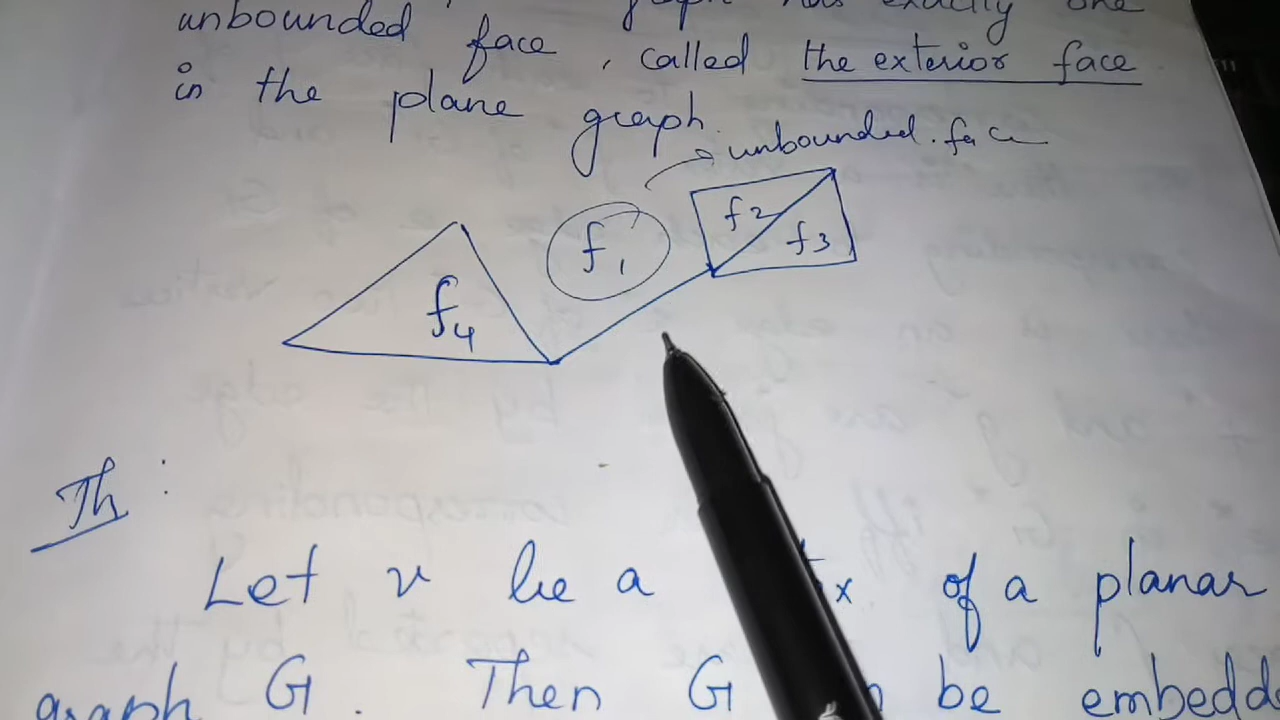 unbounded face, called the exterior face
in the plane graph.
unbounded face
f1
f2
f3
f4
Th:
Let v be a of a planar
graph G. Then G be